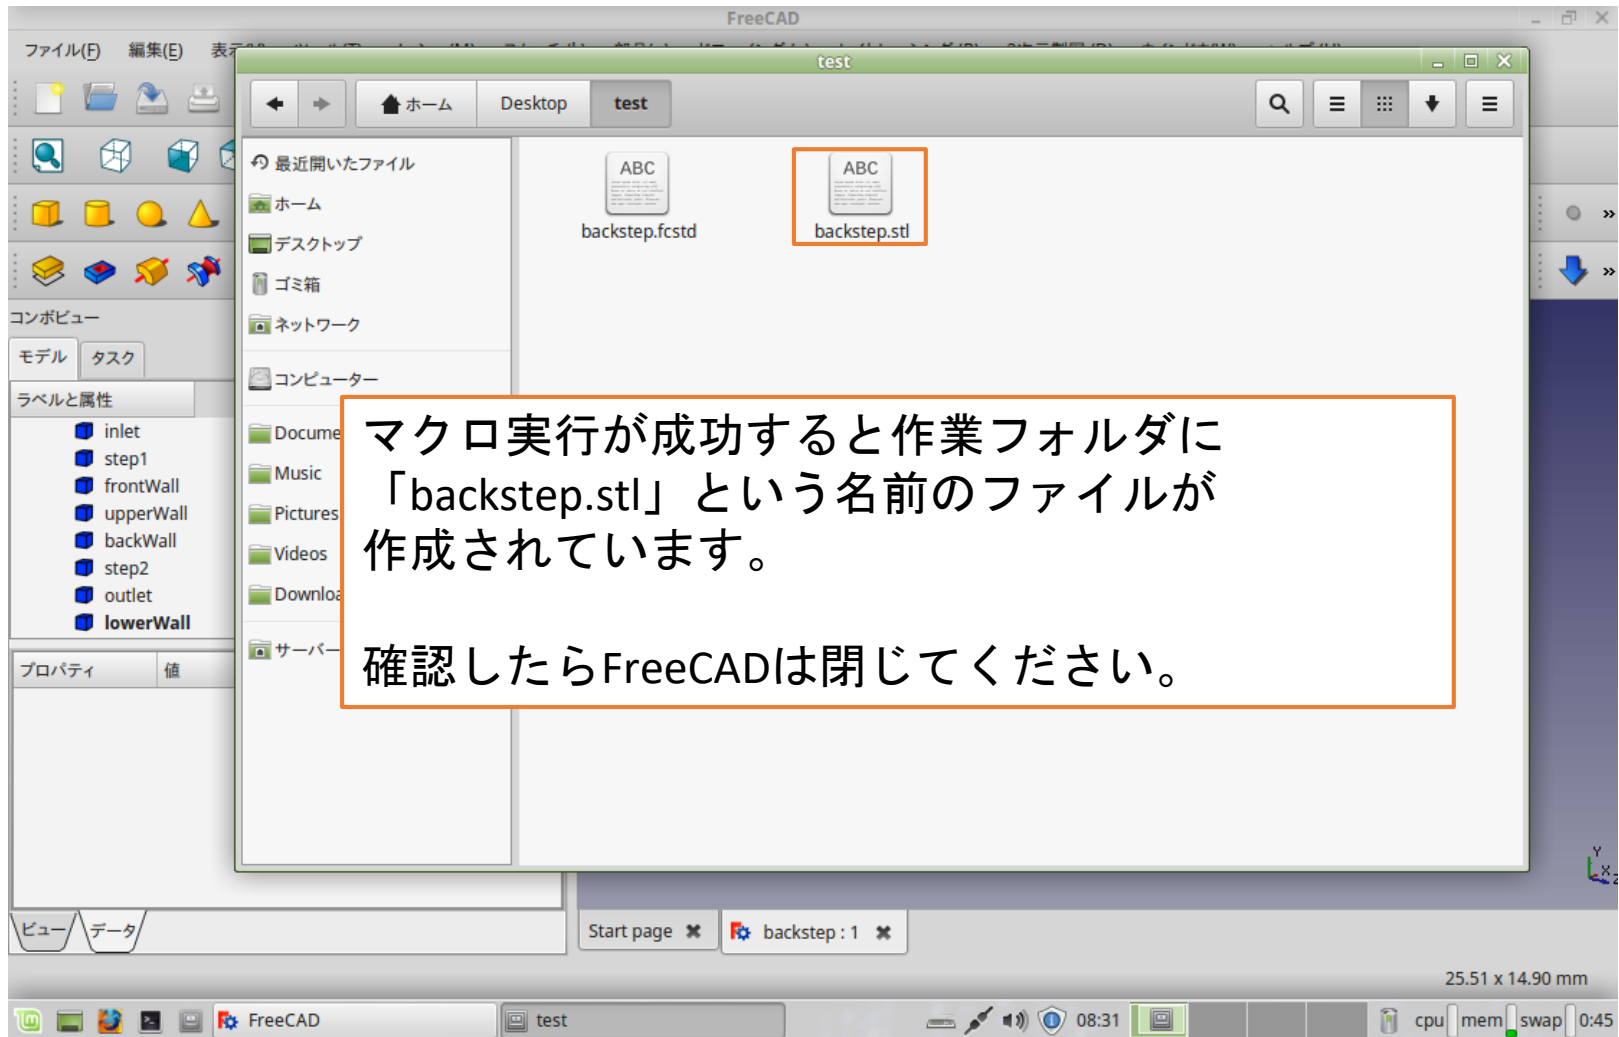 FreeCAD
ファイル(F) 編集(E)
test
ホーム Desktop test
最近開いたファイル
ホーム
デスクトップ
ゴミ箱
ネットワーク
コンピューター
Music
Pictures
Videos
サーバー
ABC
backstep.fcstd
ABC
backstep.stl
コンボビュー
モデル タスク
ラベルと属性
inlet
step1
frontWall
upperWall
backWall
step2
outlet
lowerWall
プロパティ 値
マクロ実行が成功すると作業フォルダに
「backstep.stl」という名前のファイルが
作成されています。
確認したらFreeCADは閉じてください。
ビュー データ
Start page backstep : 1
Y
X
Z
25.51 x 14.90 mm
FreeCAD test 08:31 cpu mem swap 0:45